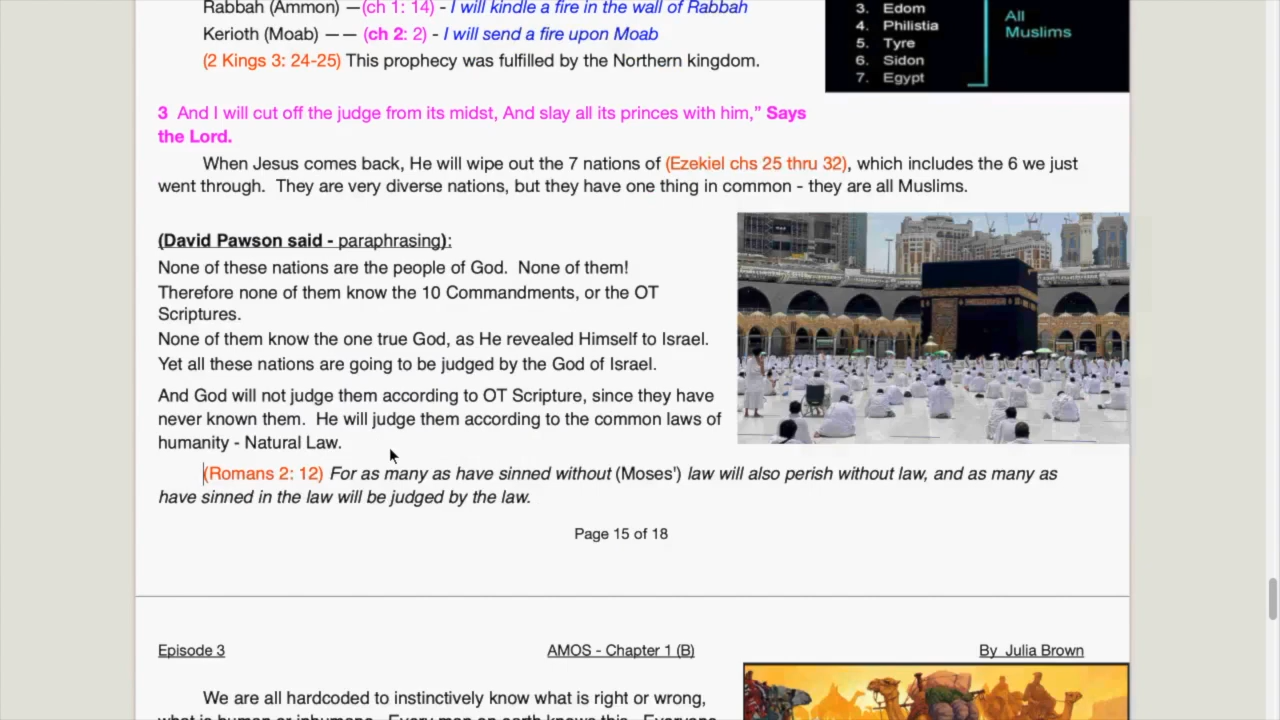 Rabbah (Ammon) —(ch 1: 14) - I will kindle a fire in the wall of Rabbah
Kerioth (Moab) —— (ch 2: 2) - I will send a fire upon Moab
(2 Kings 3: 24-25) This prophecy was fulfilled by the Northern kingdom.
3. Edom
4. Philistia
5. Tyre
6. Sidon
7. Egypt
All
Muslims
3 And I will cut off the judge from its midst, And slay all its princes with him,” Says
the Lord.
When Jesus comes back, He will wipe out the 7 nations of (Ezekiel chs 25 thru 32), which includes the 6 we just
went through. They are very diverse nations, but they have one thing in common - they are all Muslims.
(David Pawson said - paraphrasing):
None of these nations are the people of God. None of them!
Therefore none of them know the 10 Commandments, or the OT
Scriptures.
None of them know the one true God, as He revealed Himself to Israel.
Yet all these nations are going to be judged by the God of Israel.
And God will not judge them according to OT Scripture, since they have
never known them. He will judge them according to the common laws of
humanity - Natural Law.
(Romans 2: 12) For as many as have sinned without (Moses') law will also perish without law, and as many as
have sinned in the law will be judged by the law.
Page 15 of 18
Episode 3
AMOS - Chapter 1 (B)
By Julia Brown
We are all hardcoded to instinctively know what is right or wrong,
what is human or inhumane. Every man on earth knows this. Everyone